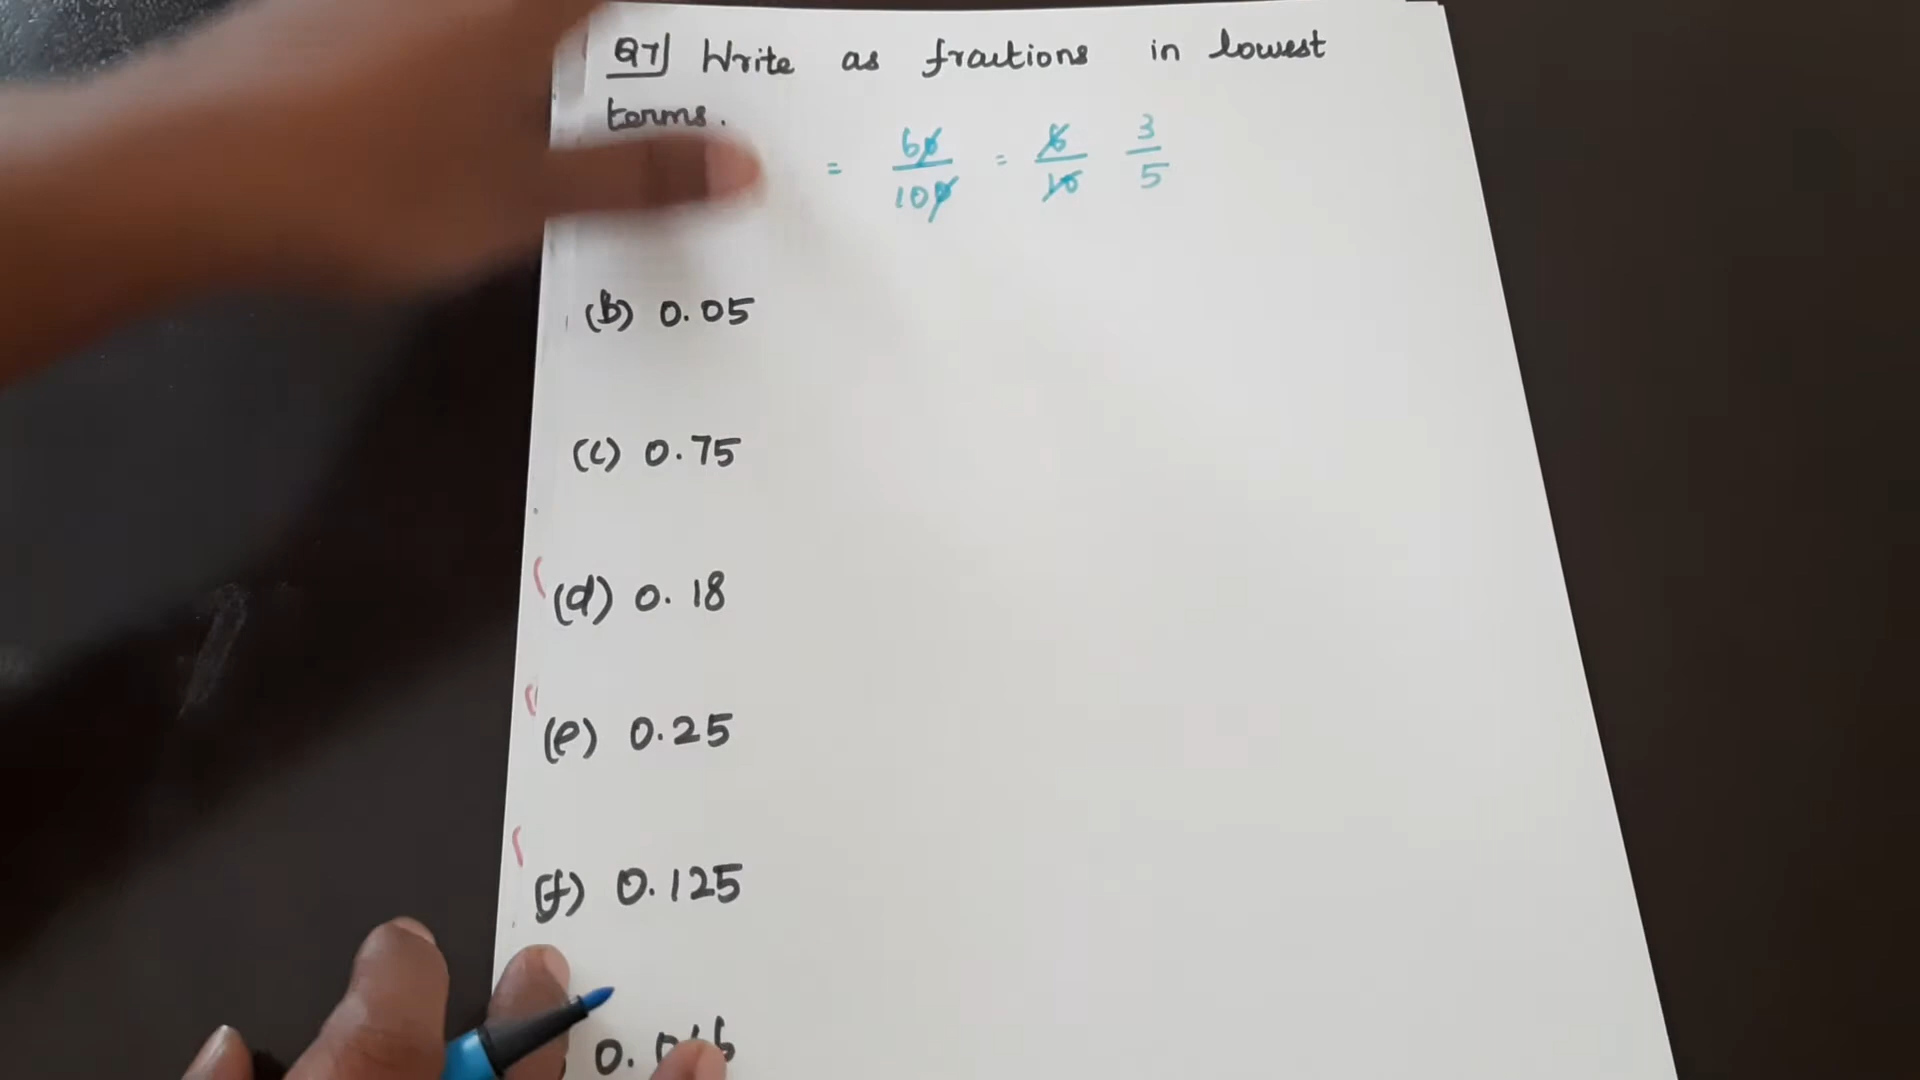 Q7 Write as fractions in lowest
terms.
= 60/100 = 6/10 3/5
(b) 0.05
(c) 0.75
(d) 0.18
(e) 0.25
(f) 0.125